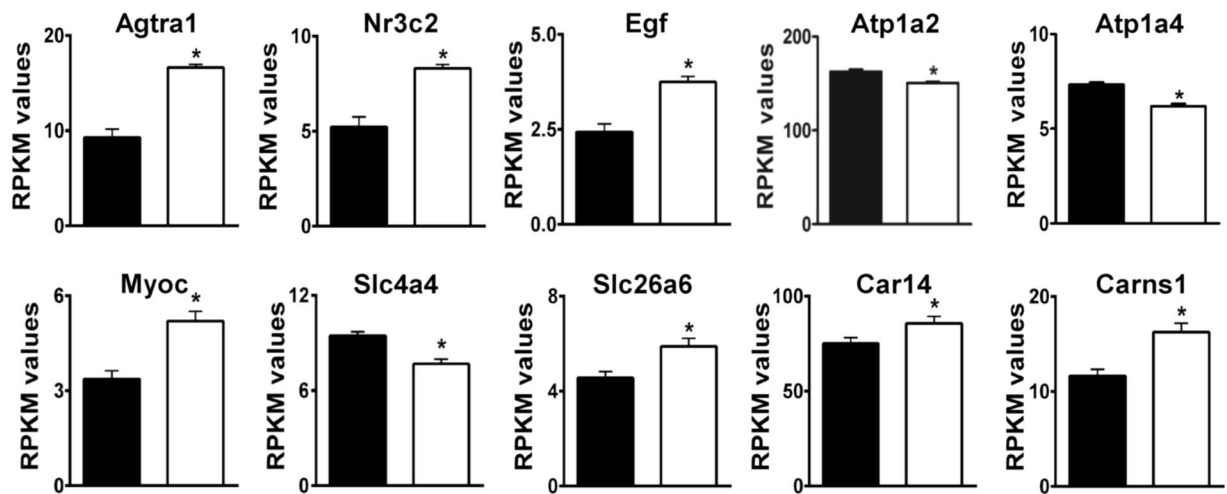 Agtra1
Nr3c2
Egf
Atp1a2
Atp1a4
RPKM values
20
10
0
*
RPKM values
10
5
0
*
RPKM values
5.0
2.5
0.0
*
RPKM values
200
100
0
*
RPKM values
10
5
0
*
Myoc
Slc4a4
Slc26a6
Car14
Carns1
RPKM values
6
3
0
*
RPKM values
12
9
6
3
0
*
RPKM values
8
4
0
*
RPKM values
100
50
0
*
RPKM values
20
10
0
*